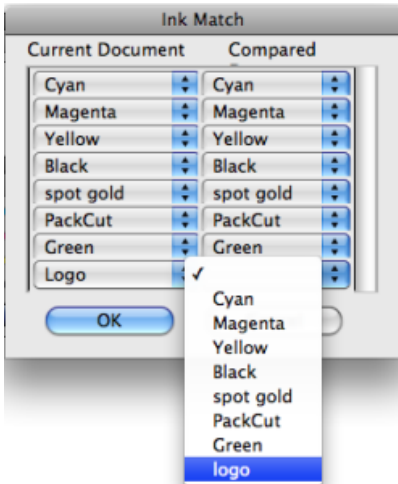 Ink Match
Current Document Compared
Cyan Cyan
Magenta Magenta
Yellow Yellow
Black Black
spot gold spot gold
PackCut PackCut
Green Green
Logo ✓
OK
Cyan
Magenta
Yellow
Black
spot gold
PackCut
Green
logo